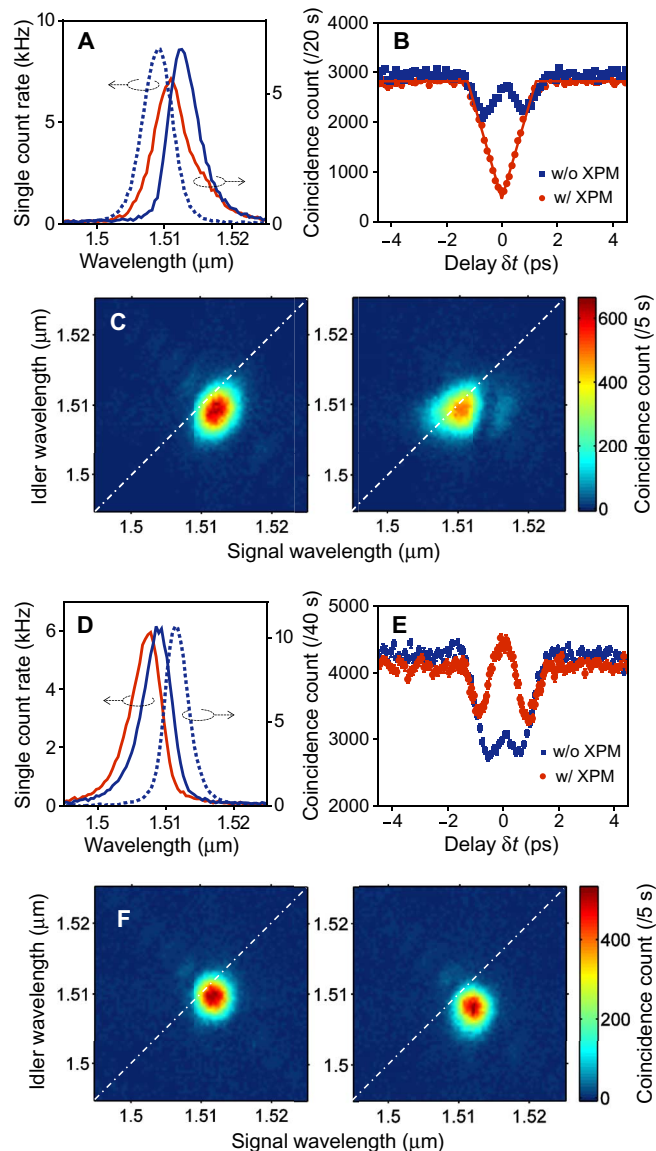 A
Single count rate (kHz)
10
5
0
5
0
1.5
1.51
1.52
Wavelength (μm)
B
Coincidence count (/20 s)
4000
3000
2000
1000
0
w/o XPM
w/ XPM
−4
−2
0
2
4
Delay δt (ps)
C
Idler wavelength (μm)
1.52
1.51
1.5
1.5
1.51
1.52
1.52
1.51
1.5
1.5
1.51
1.52
Signal wavelength (μm)
600
400
200
0
Coincidence count (/5 s)
D
Single count rate (kHz)
6
4
2
0
10
5
0
1.5
1.51
1.52
Wavelength (μm)
E
Coincidence count (/40 s)
5000
4000
3000
2000
w/o XPM
w/ XPM
−4
−2
0
2
4
Delay δt (ps)
F
Idler wavelength (μm)
1.52
1.51
1.5
1.5
1.51
1.52
1.52
1.51
1.5
1.5
1.51
1.52
Signal wavelength (μm)
400
200
0
Coincidence count (/5 s)